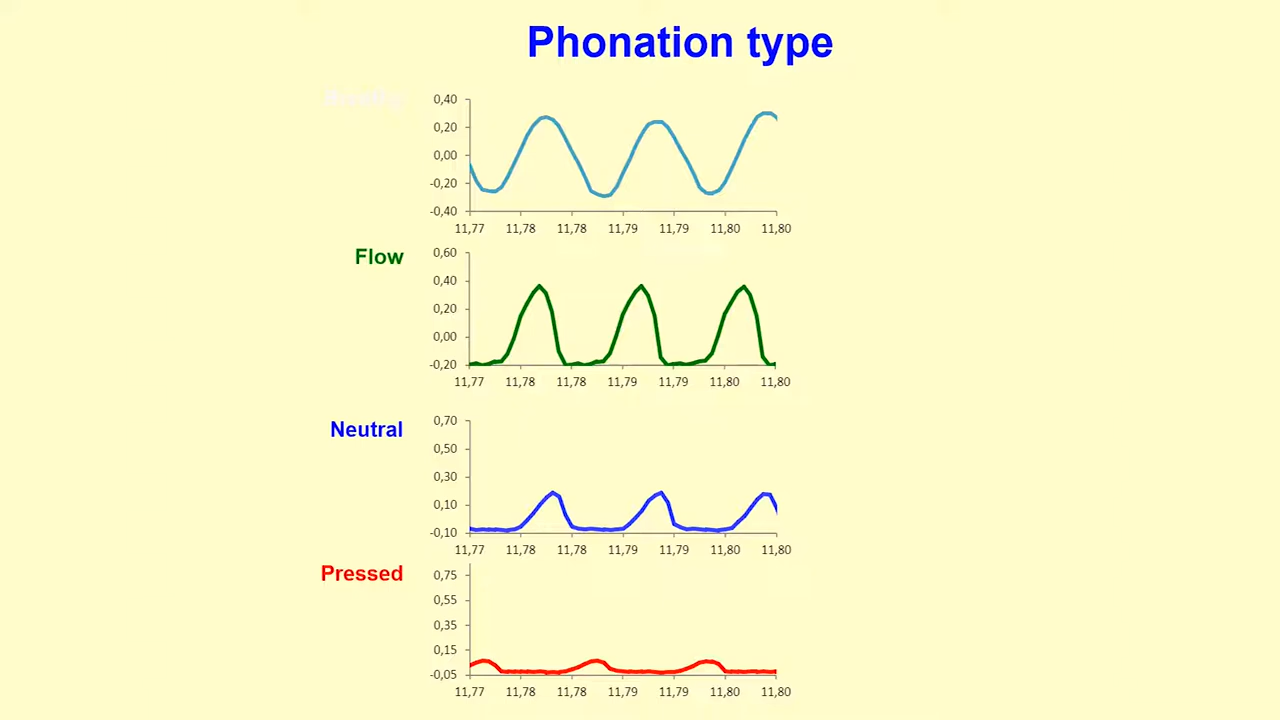 Phonation type
0,40
0,20
0,00
-0,20
-0,40
11,77 11,78 11,78 11,79 11,79 11,80 11,80
Flow
0,60
0,40
0,20
0,00
-0,20
11,77 11,78 11,78 11,79 11,79 11,80 11,80
Neutral
0,70
0,50
0,30
0,10
-0,10
11,77 11,78 11,78 11,79 11,79 11,80 11,80
Pressed
0,75
0,55
0,35
0,15
-0,05
11,77 11,78 11,78 11,79 11,79 11,80 11,80